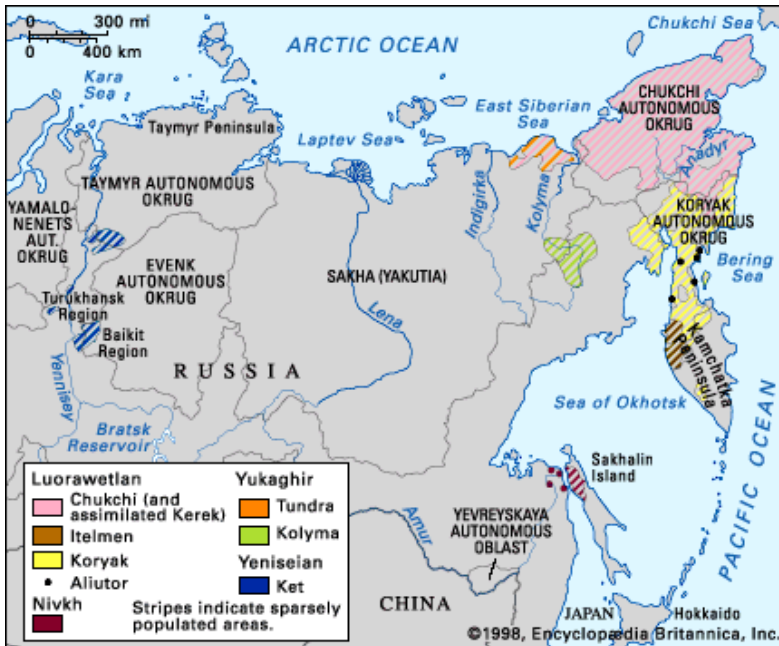 0 300 mi
0 400 km
ARCTIC OCEAN
Chukchi Sea
Kara
Sea
Taymyr Peninsula
Laptev Sea
East Siberian
Sea
CHUKCHI
AUTONOMOUS
OKRUG
Anadyr
TAYMYR AUTONOMOUS
OKRUG
YAMALO-
NENETS
AUT.
OKRUG
Indigirka
Kolyma
KORYAK
AUTONOMOUS
OKRUG
Bering
Sea
EVENK
AUTONOMOUS
OKRUG
SAKHA (YAKUTIA)
Turukhansk
Region
Baikit
Region
Lena
Yennisey
RUSSIA
Kamchatka
Peninsula
Sea of Okhotsk
PACIFIC OCEAN
Bratsk
Reservoir
Sakhalin
Island
YEVREYSKAYA
AUTONOMOUS
OBLAST
Amur
CHINA
JAPAN
Hokkaido
Luorawetlan
Chukchi (and
assimilated Kerek)
Itelmen
Koryak
Aliutor
Nivkh
Yukaghir
Tundra
Kolyma
Yeniseian
Ket
Stripes indicate sparsely
populated areas.
©1998, Encyclopædia Britannica, Inc.